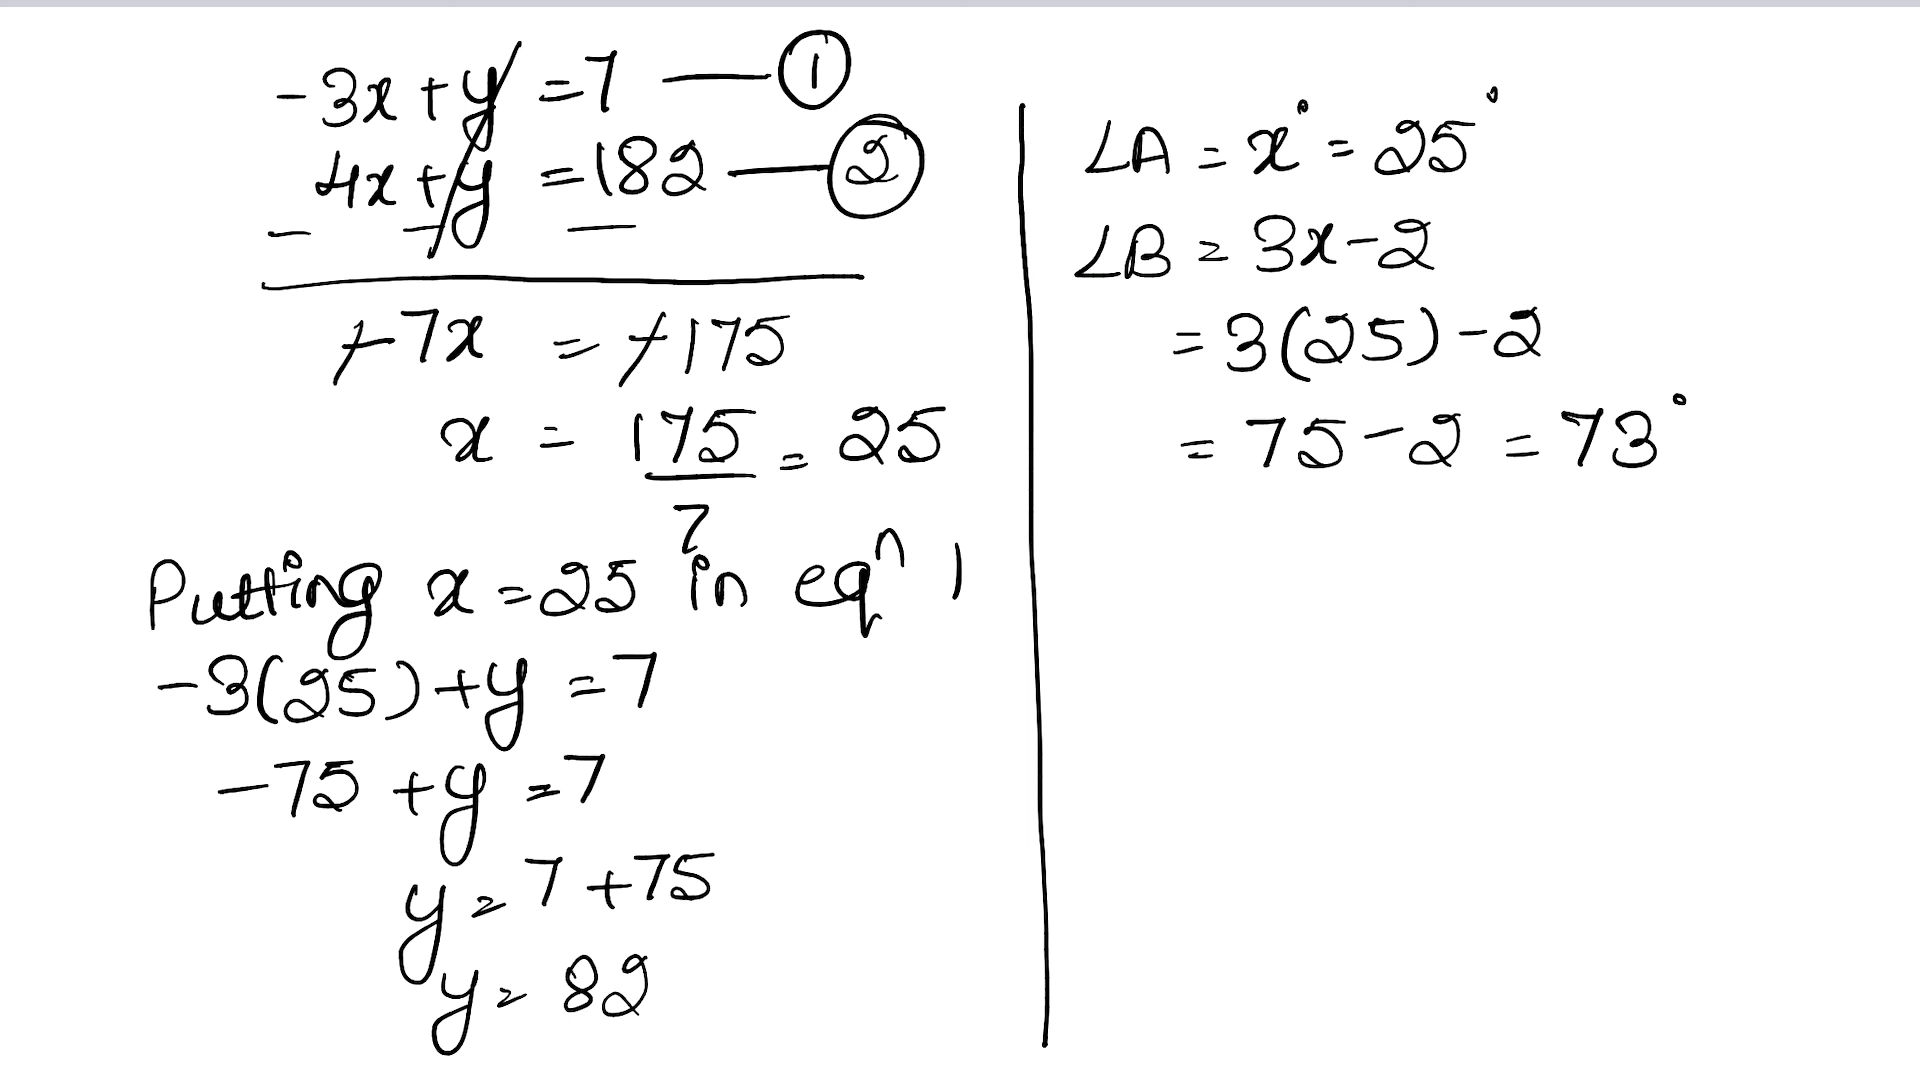 -3x+y = 7 — ①
4x+y = 182 — ②
- - -
-7x = -175
x = 175/7 = 25
Putting x = 25 in eqⁿ 1
-3(25)+y = 7
-75 +y = 7
y = 7 +75
y = 82
∠A = x° = 25°
∠B = 3x-2
= 3(25)-2
= 75-2 = 73°